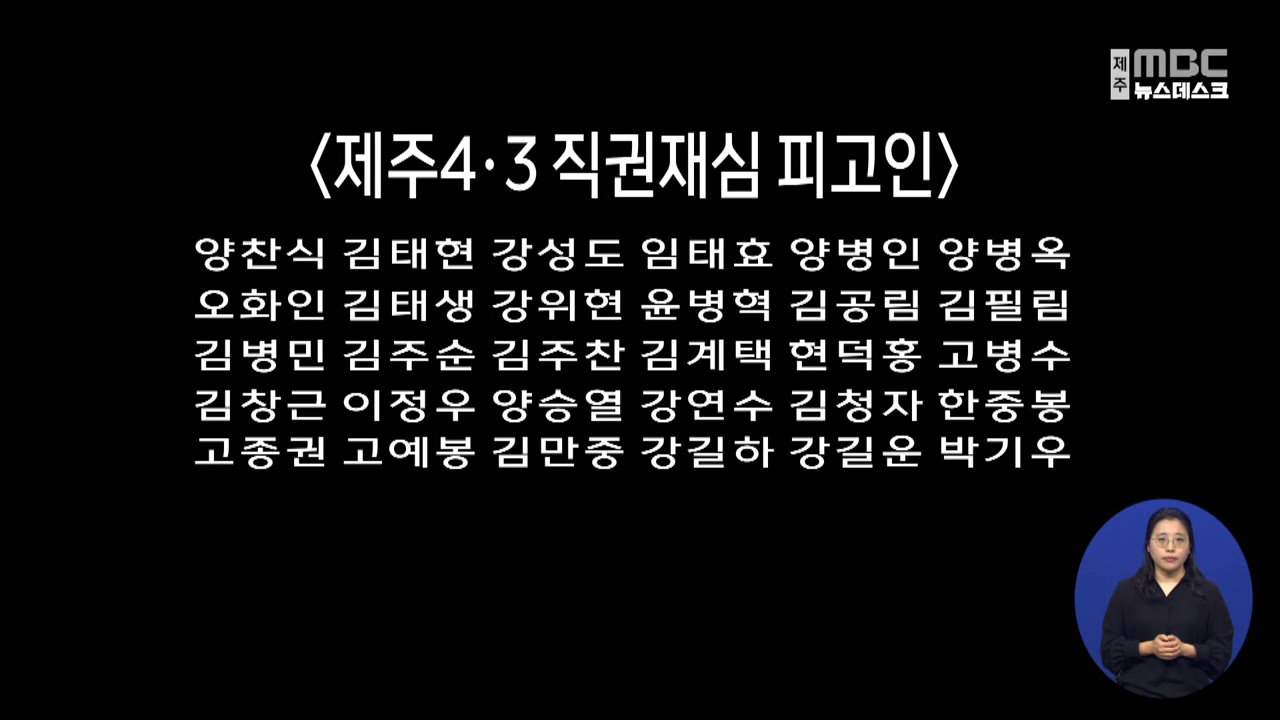 제주 MBC
뉴스데스크
<제주4·3 직권재심 피고인>
양찬식 김태현 강성도 임태효 양병인 양병옥
오화인 김태생 강위현 윤병혁 김공림 김필림
김병민 김주순 김주찬 김계택 현덕홍 고병수
김창근 이정우 양승열 강연수 김청자 한중봉
고종권 고예봉 김만중 강길하 강길운 박기우